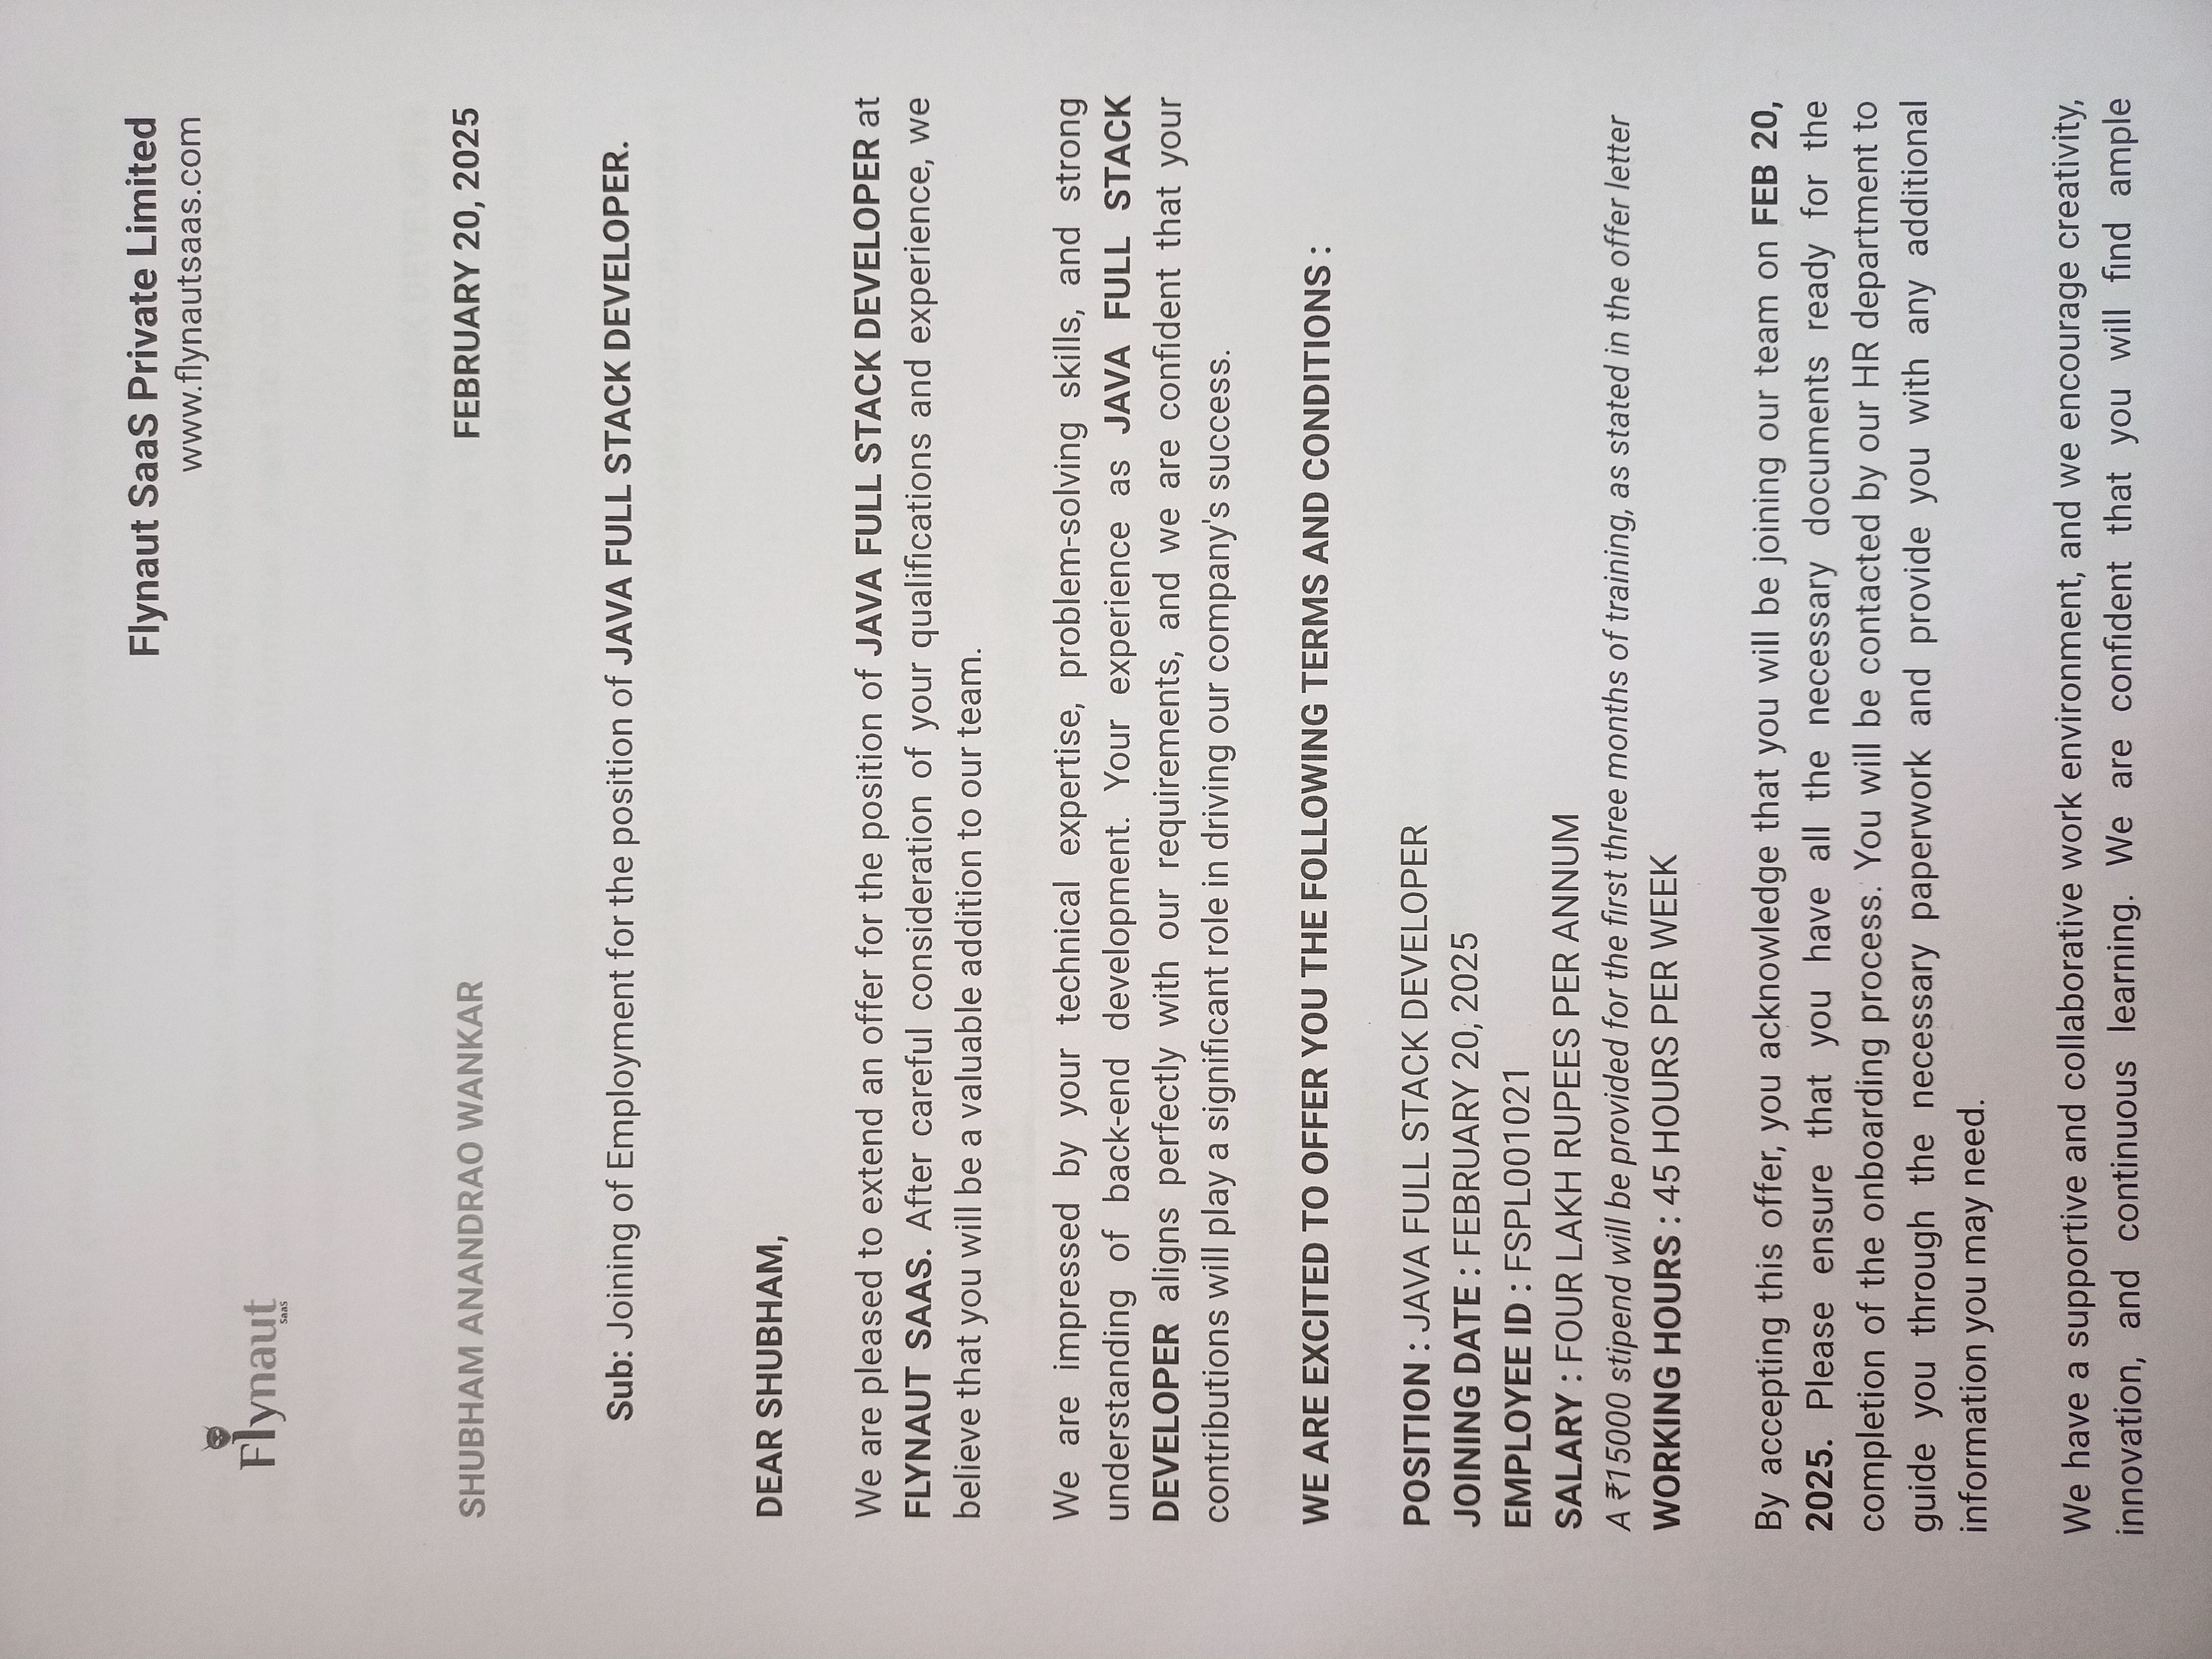 Flynaut SaaS Private Limited
www.flynautsaas.com
Flynaut
SaaS
SHUBHAM ANANDRAO WANKAR FEBRUARY 20, 2025
Sub: Joining of Employment for the position of JAVA FULL STACK DEVELOPER.
DEAR SHUBHAM,
We are pleased to extend an offer for the position of JAVA FULL STACK DEVELOPER at
FLYNAUT SAAS. After careful consideration of your qualifications and experience, we
believe that you will be a valuable addition to our team.
We are impressed by your technical expertise, problem-solving skills, and strong
understanding of back-end development. Your experience as JAVA FULL STACK
DEVELOPER aligns perfectly with our requirements, and we are confident that your
contributions will play a significant role in driving our company's success.
WE ARE EXCITED TO OFFER YOU THE FOLLOWING TERMS AND CONDITIONS :
POSITION : JAVA FULL STACK DEVELOPER
JOINING DATE : FEBRUARY 20, 2025
EMPLOYEE ID : FSPL001021
SALARY : FOUR LAKH RUPEES PER ANNUM
A ₹15000 stipend will be provided for the first three months of training, as stated in the offer letter
WORKING HOURS : 45 HOURS PER WEEK
By accepting this offer, you acknowledge that you will be joining our team on FEB 20,
2025. Please ensure that you have all the necessary documents ready for the
completion of the onboarding process. You will be contacted by our HR department to
guide you through the necessary paperwork and provide you with any additional
information you may need.
We have a supportive and collaborative work environment, and we encourage creativity,
innovation, and continuous learning. We are confident that you will find ample